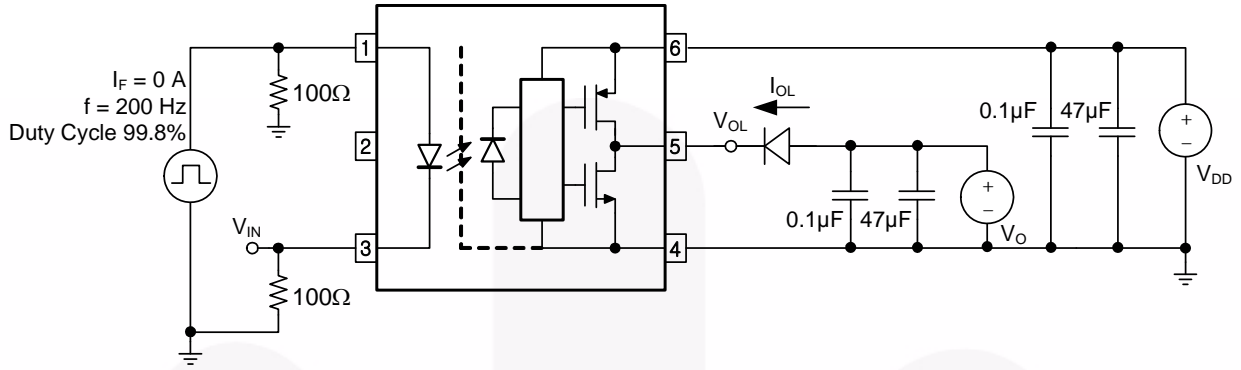 I_F = 0 A
f = 200 Hz
Duty Cycle 99.8%
100Ω
V_IN
100Ω
1
2
3
6
5
4
I_OL
V_OL
0.1µF
47µF
+
−
V_O
0.1µF
47µF
+
−
V_DD